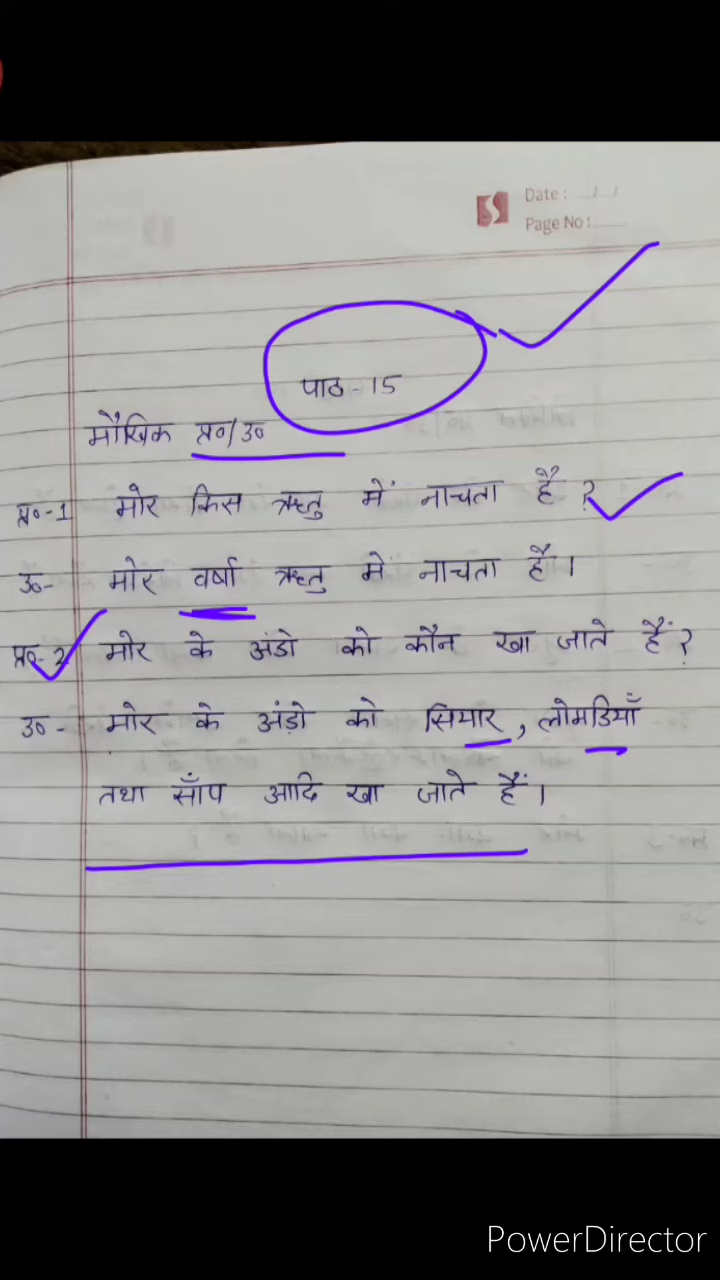 Date :
Page No :
पाठ - 15
मौखिक प्र०/उ०
प्र०-1 मोर किस ऋतु में नाचता है ?
उ०- मोर वर्षा ऋतु में नाचता है।
प्र०-2 मोर के अंडो को कौन खा जाते हैं ?
उ०- मोर के अंड़ो को सियार, लोमडियाँ
तथा साँप आदि खा जाते हैं।
PowerDirector